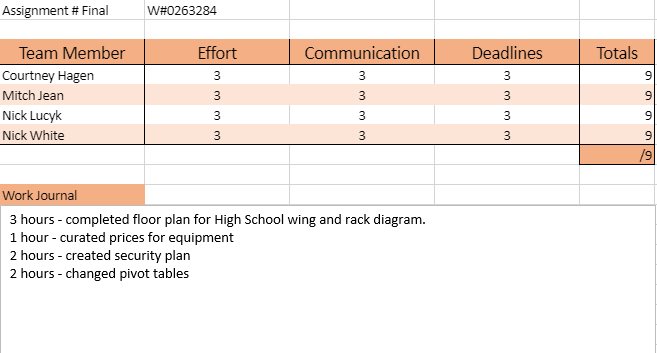 Assignment # Final W#0263284
Team Member Effort Communication Deadlines Totals
Courtney Hagen 3 3 3 9
Mitch Jean 3 3 3 9
Nick Lucyk 3 3 3 9
Nick White 3 3 3 9
/9
Work Journal
3 hours - completed floor plan for High School wing and rack diagram.
1 hour - curated prices for equipment
2 hours - created security plan
2 hours - changed pivot tables